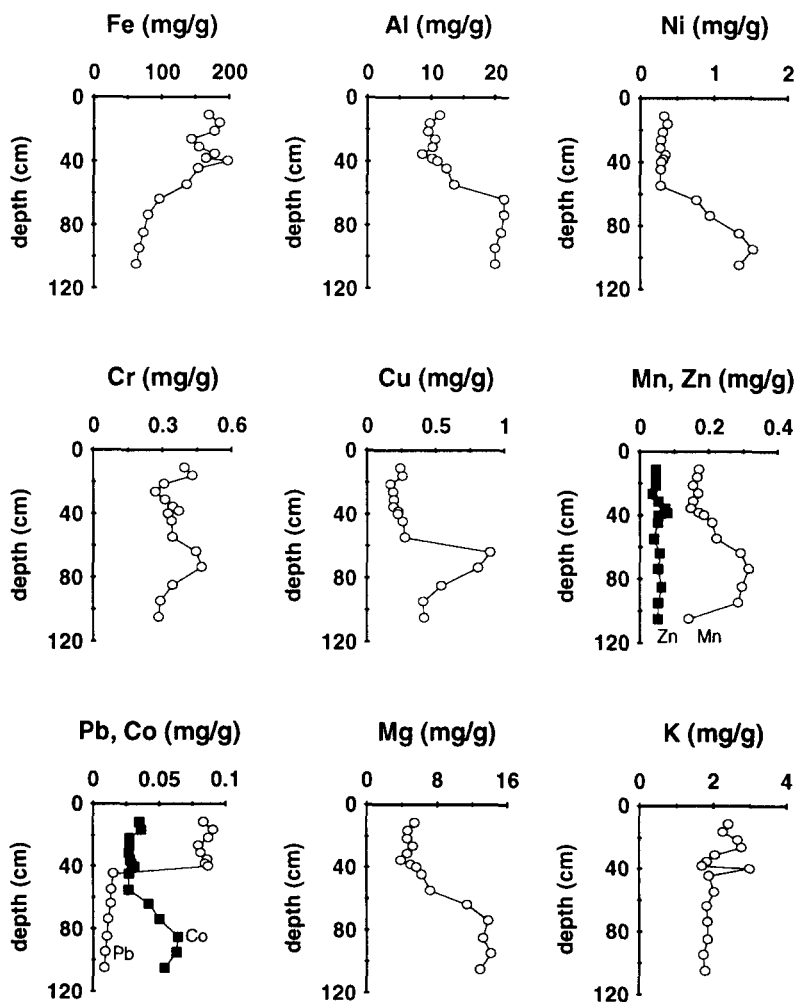 Fe (mg/g)
0 100 200
0
40
80
120
depth (cm)
Al (mg/g)
0 10 20
0
40
80
120
depth (cm)
Ni (mg/g)
0 1 2
0
40
80
120
depth (cm)
Cr (mg/g)
0 0.3 0.6
0
40
80
120
depth (cm)
Cu (mg/g)
0 0.5 1
0
40
80
120
depth (cm)
Mn, Zn (mg/g)
0 0.2 0.4
0
40
80
120
depth (cm)
Zn Mn
Pb, Co (mg/g)
0 0.05 0.1
0
40
80
120
depth (cm)
Co
Pb
Mg (mg/g)
0 8 16
0
40
80
120
depth (cm)
K (mg/g)
0 2 4
0
40
80
120
depth (cm)